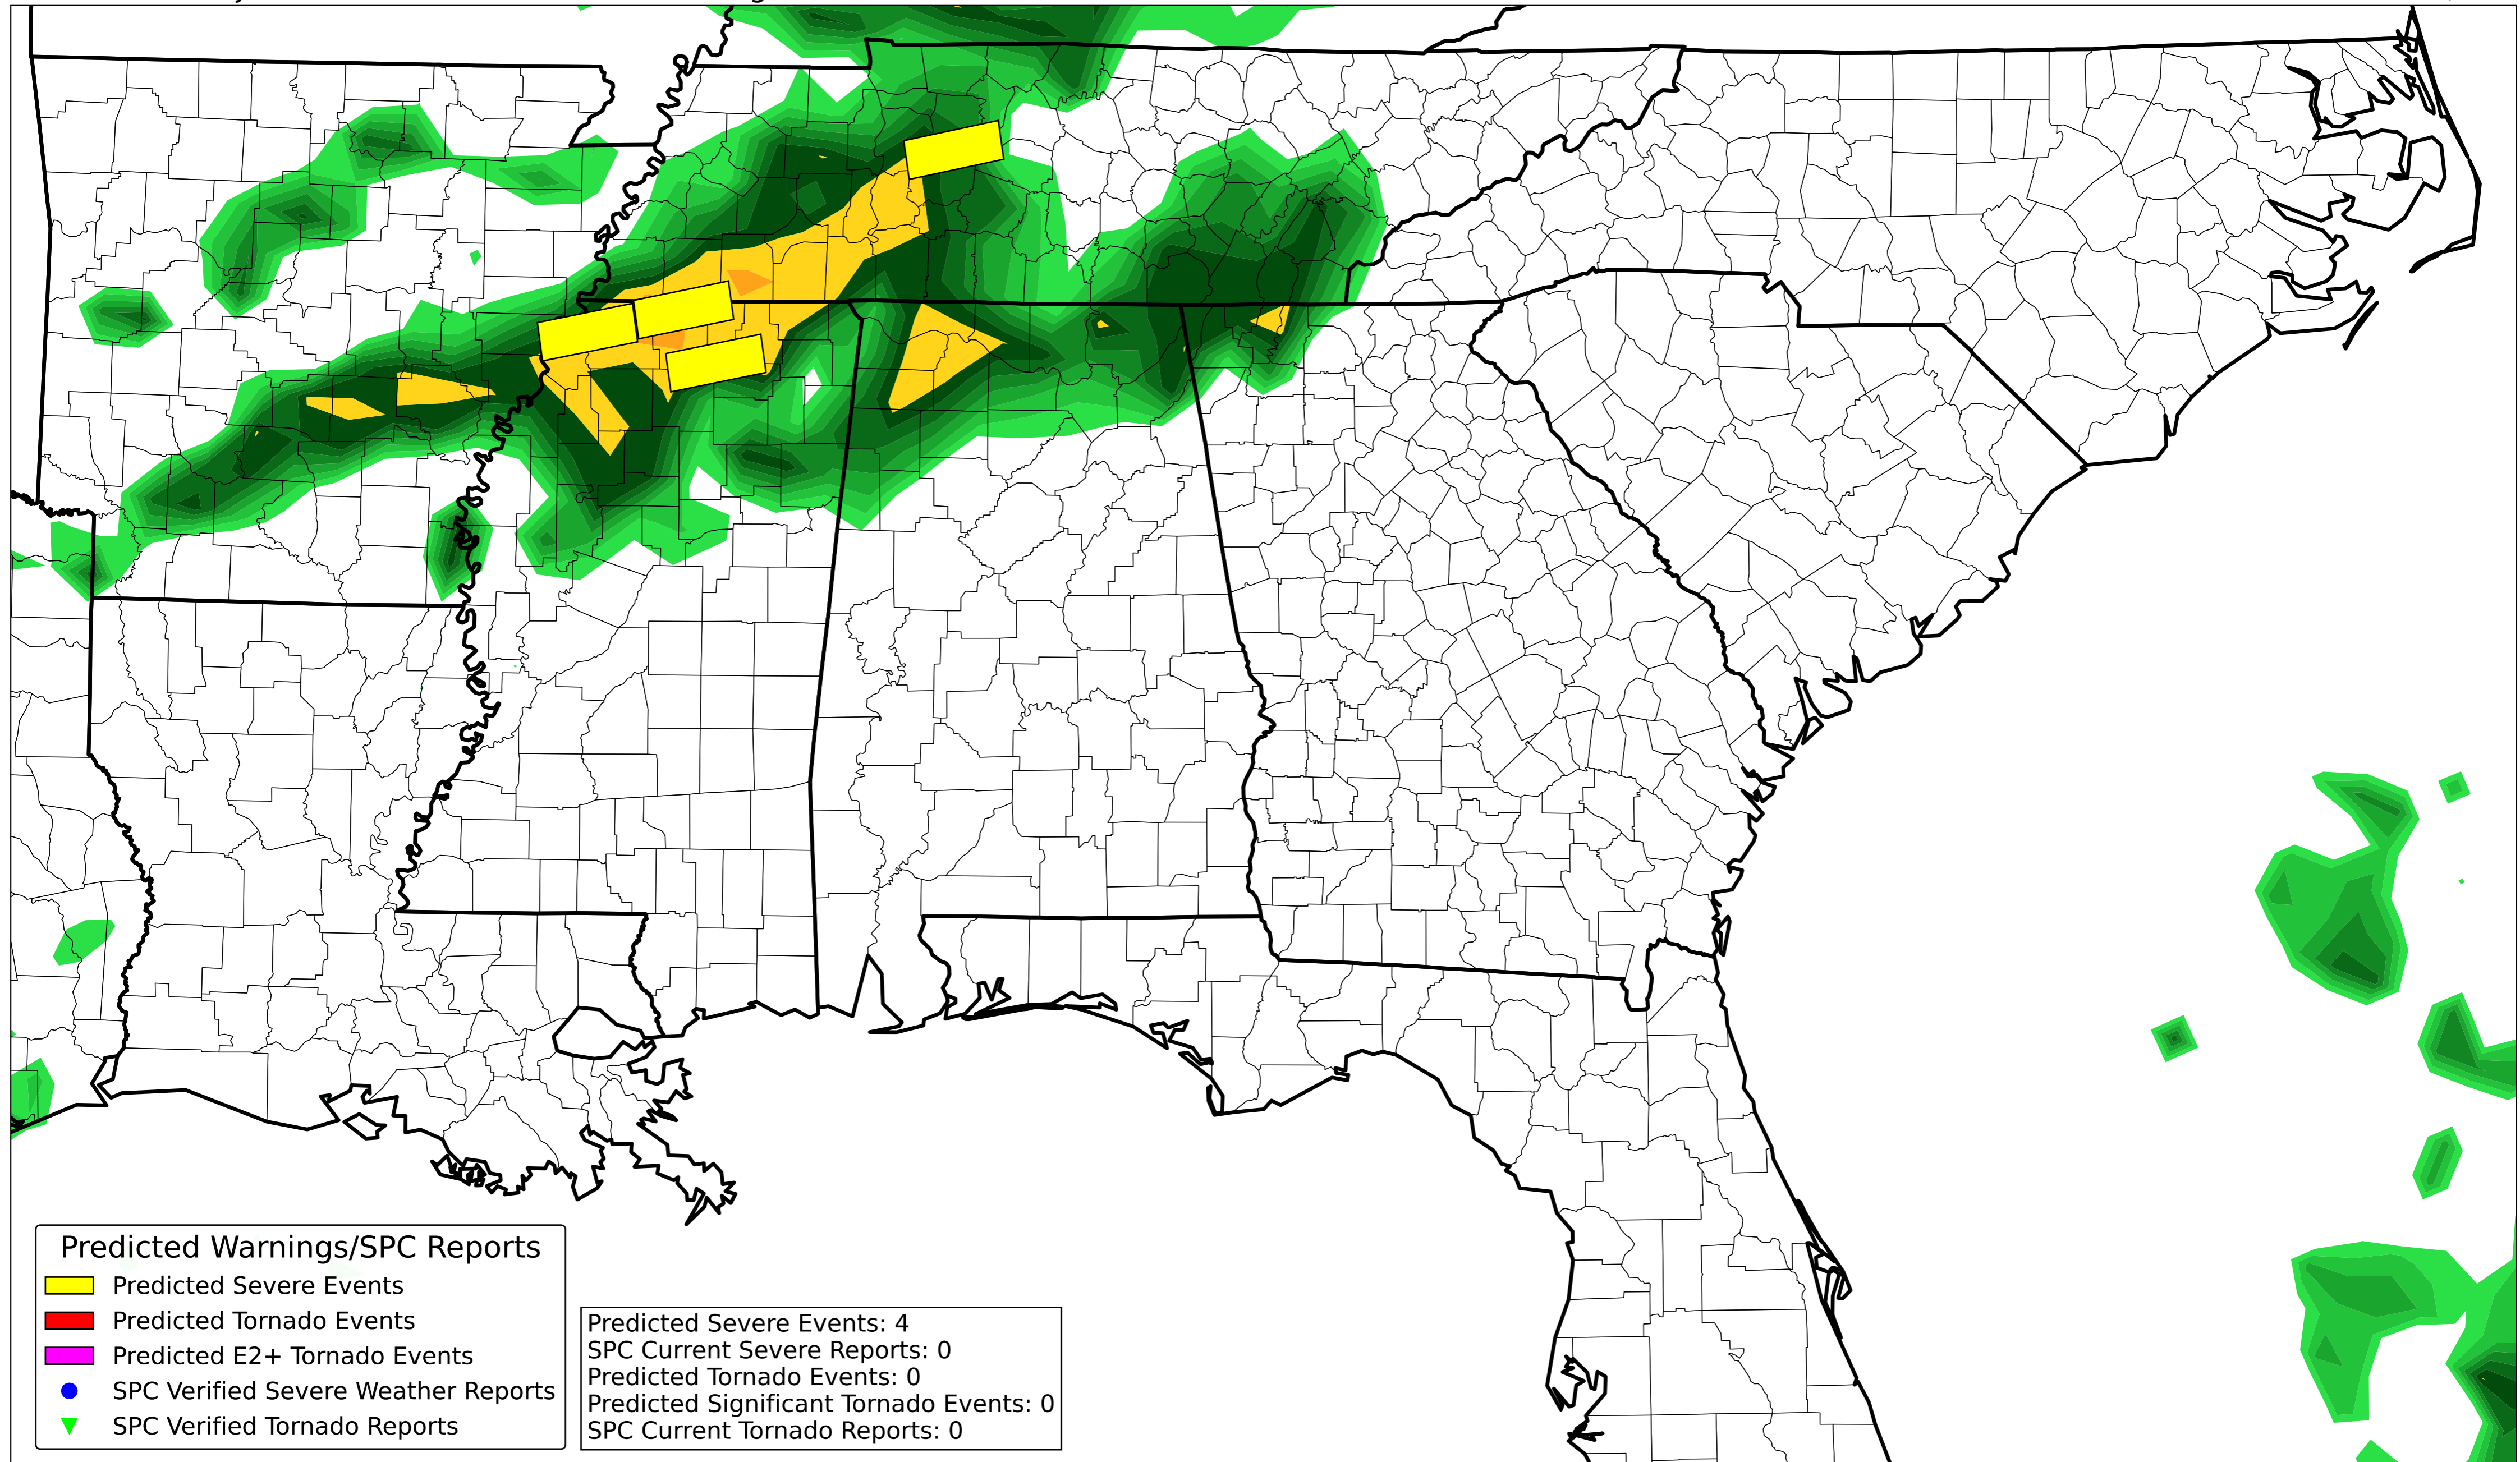 Predicted Warnings/SPC Reports
Predicted Severe Events
Predicted Tornado Events
Predicted E2+ Tornado Events
SPC Verified Severe Weather Reports
SPC Verified Tornado Reports
Predicted Severe Events: 4
SPC Current Severe Reports: 0
Predicted Tornado Events: 0
Predicted Significant Tornado Events: 0
SPC Current Tornado Reports: 0